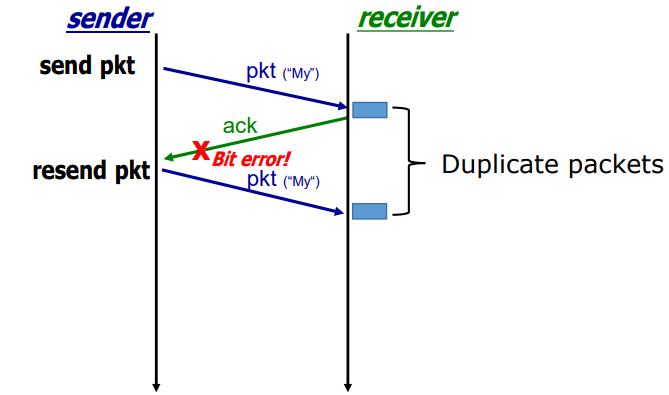 sender
receiver
send pkt
pkt (“My”)
ack
X
Bit error!
resend pkt
pkt (“My“)
Duplicate packets